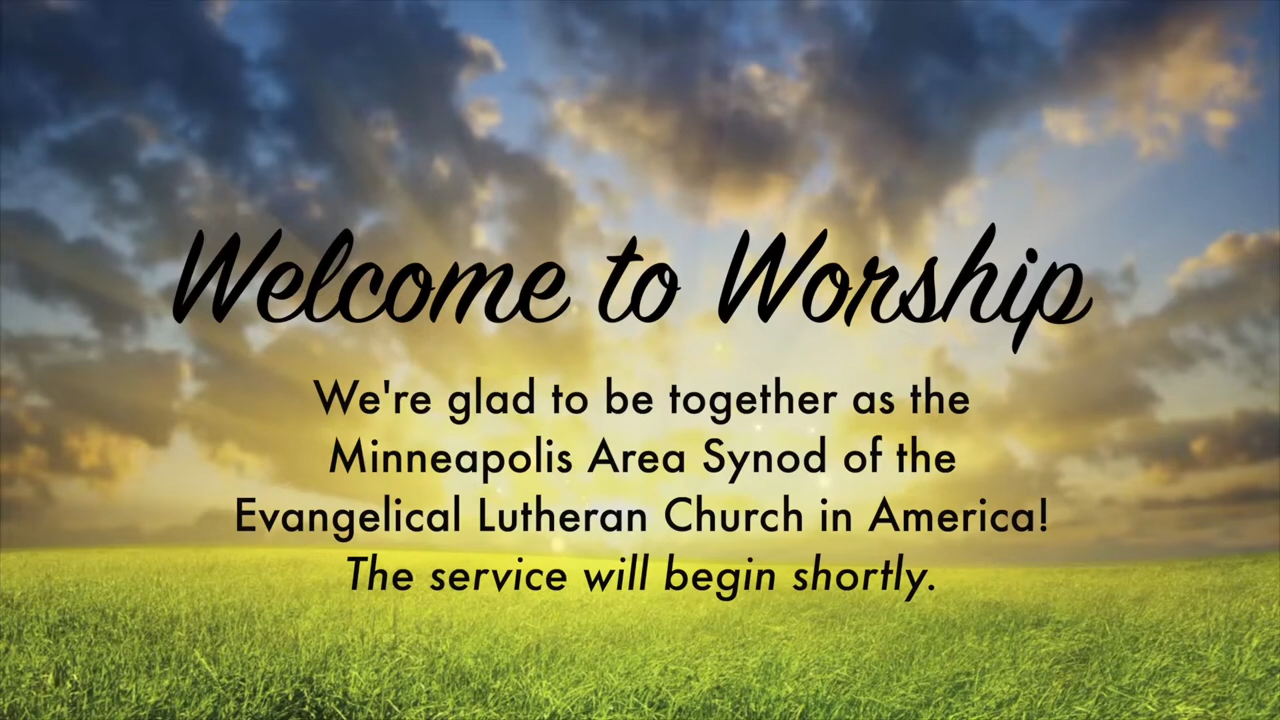 Welcome to Worship
We're glad to be together as the
Minneapolis Area Synod of the
Evangelical Lutheran Church in America!
The service will begin shortly.